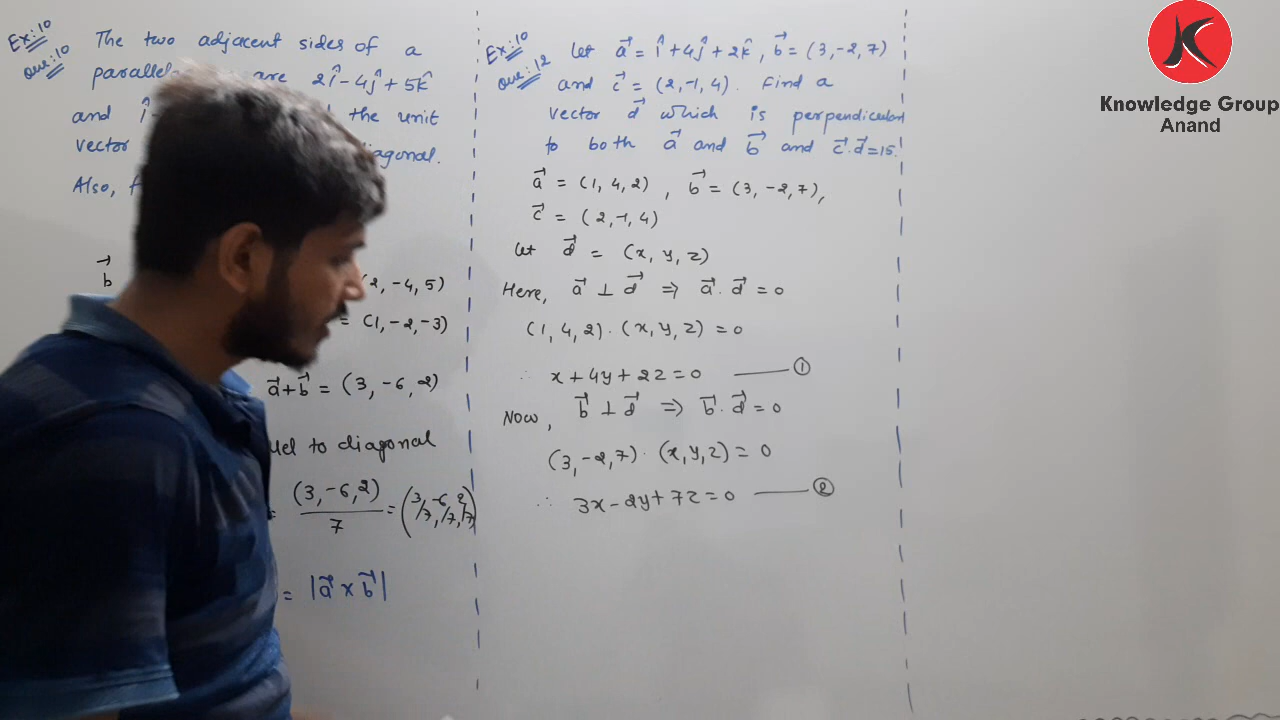 Ex:10
Que:10
The two adjacent sides of a
are 2î-4ĵ+5k̂
and î the unit
vector diagonal.
Also,
b⃗
(2, -4, 5)
= (1, -2, -3)
a⃗+b⃗ = (3, -6, 2)
to diagonal
= (3, -6, 2)/7 = (3/7, -6/7, 2/7)
= |a⃗ x b⃗|
Ex:10
Que:12
Let a⃗ = î+4ĵ+2k̂, b⃗ = (3,-2,7)
and c⃗ = (2,-1,4). Find a
vector d⃗ which is perpendicular
to both a⃗ and b⃗ and c⃗.d⃗=15.
a⃗ = (1, 4, 2), b⃗ = (3, -2, 7),
c⃗ = (2,-1,4)
Let d⃗ = (x, y, z)
Here, a⃗ ⊥ d⃗ ⇒ a⃗.d⃗ = 0
(1, 4, 2).(x, y, z) = 0
∴ x+4y+2z=0 —— ①
Now, b⃗ ⊥ d⃗ ⇒ b⃗.d⃗ = 0
(3,-2,7).(x,y,z) = 0
∴ 3x-2y+7z=0 —— ②
K
Knowledge Group
Anand